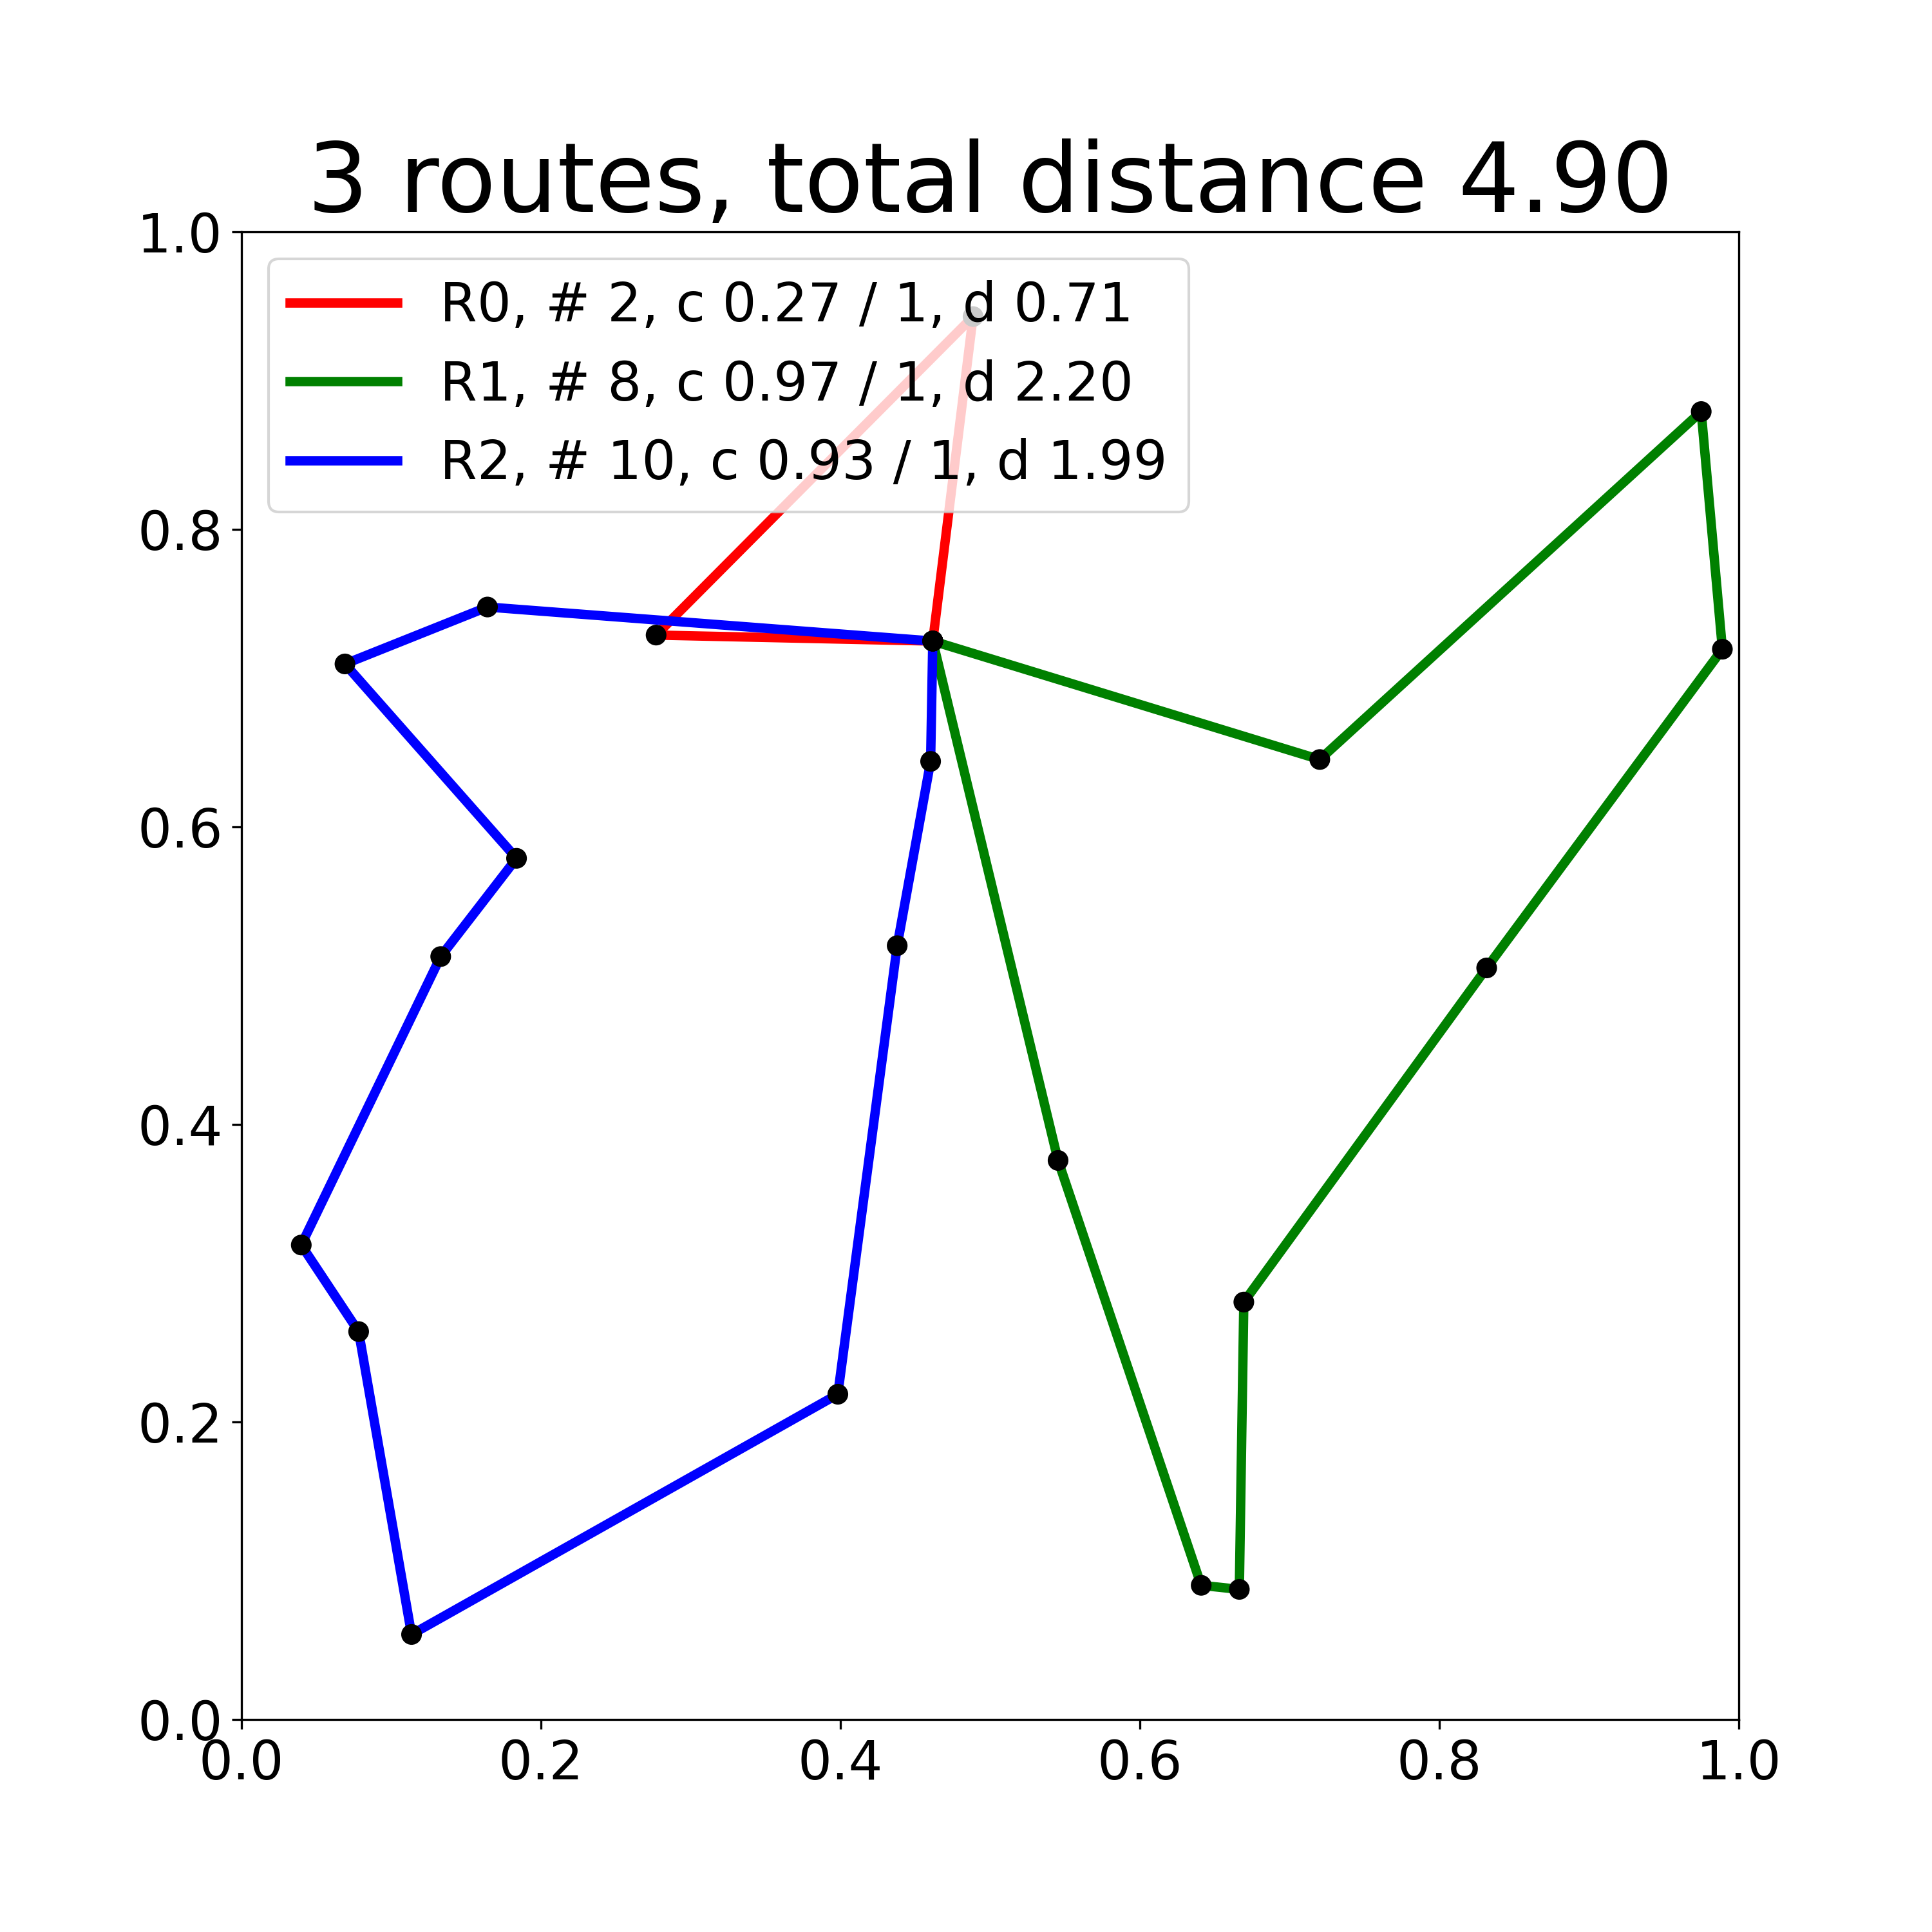 3 routes, total distance 4.90
1.0
R0, # 2, c 0.27 / 1, d 0.71
R1, # 8, c 0.97 / 1, d 2.20
R2, # 10, c 0.93 / 1, d 1.99
0.8
0.6
0.4
0.2
0.0
0.0 0.2 0.4 0.6 0.8 1.0